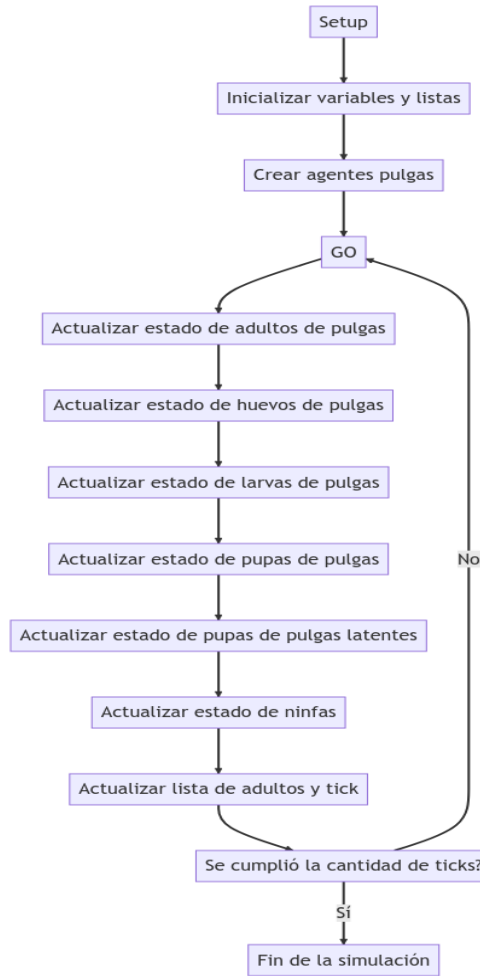 Setup
Inicializar variables y listas
Crear agentes pulgas
GO
Actualizar estado de adultos de pulgas
Actualizar estado de huevos de pulgas
Actualizar estado de larvas de pulgas
Actualizar estado de pupas de pulgas
No
Actualizar estado de pupas de pulgas latentes
Actualizar estado de ninfas
Actualizar lista de adultos y tick
Se cumplió la cantidad de ticks?
Sí
Fin de la simulación